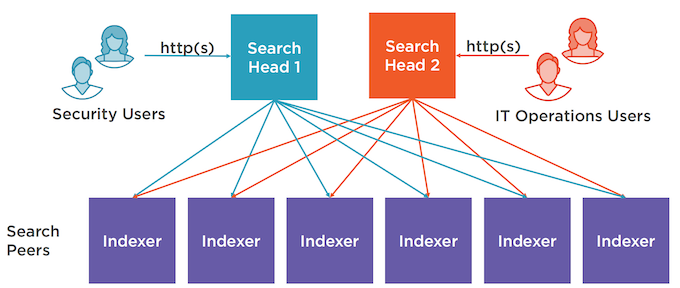 http(s)
Search
Head 1
Search
Head 2
http(s)
Security Users
IT Operations Users
Search
Peers
Indexer
Indexer
Indexer
Indexer
Indexer
Indexer